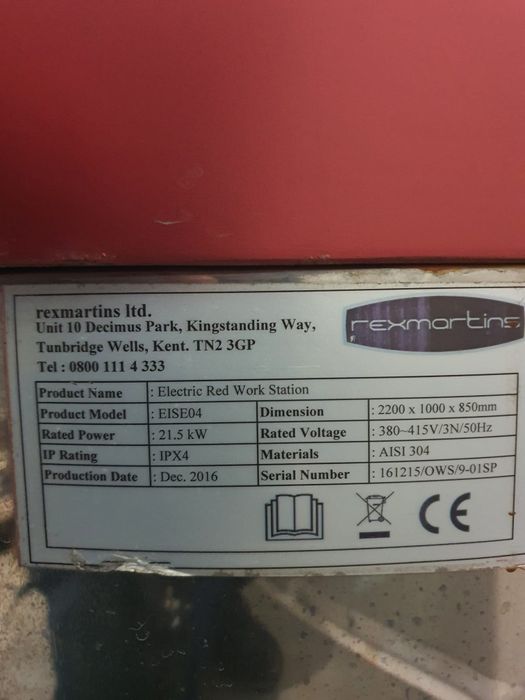 rexmartins ltd.
Unit 10 Decimus Park, Kingstanding Way,
Tunbridge Wells, Kent. TN2 3GP
Tel : 0800 111 4 333
rexmartins
Product Name : Electric Red Work Station
Product Model : EISE04 Dimension : 2200 x 1000 x 850mm
Rated Power : 21.5 kW Rated Voltage : 380~415V/3N/50Hz
IP Rating : IPX4 Materials : AISI 304
Production Date : Dec. 2016 Serial Number : 161215/OWS/9-01SP
CE